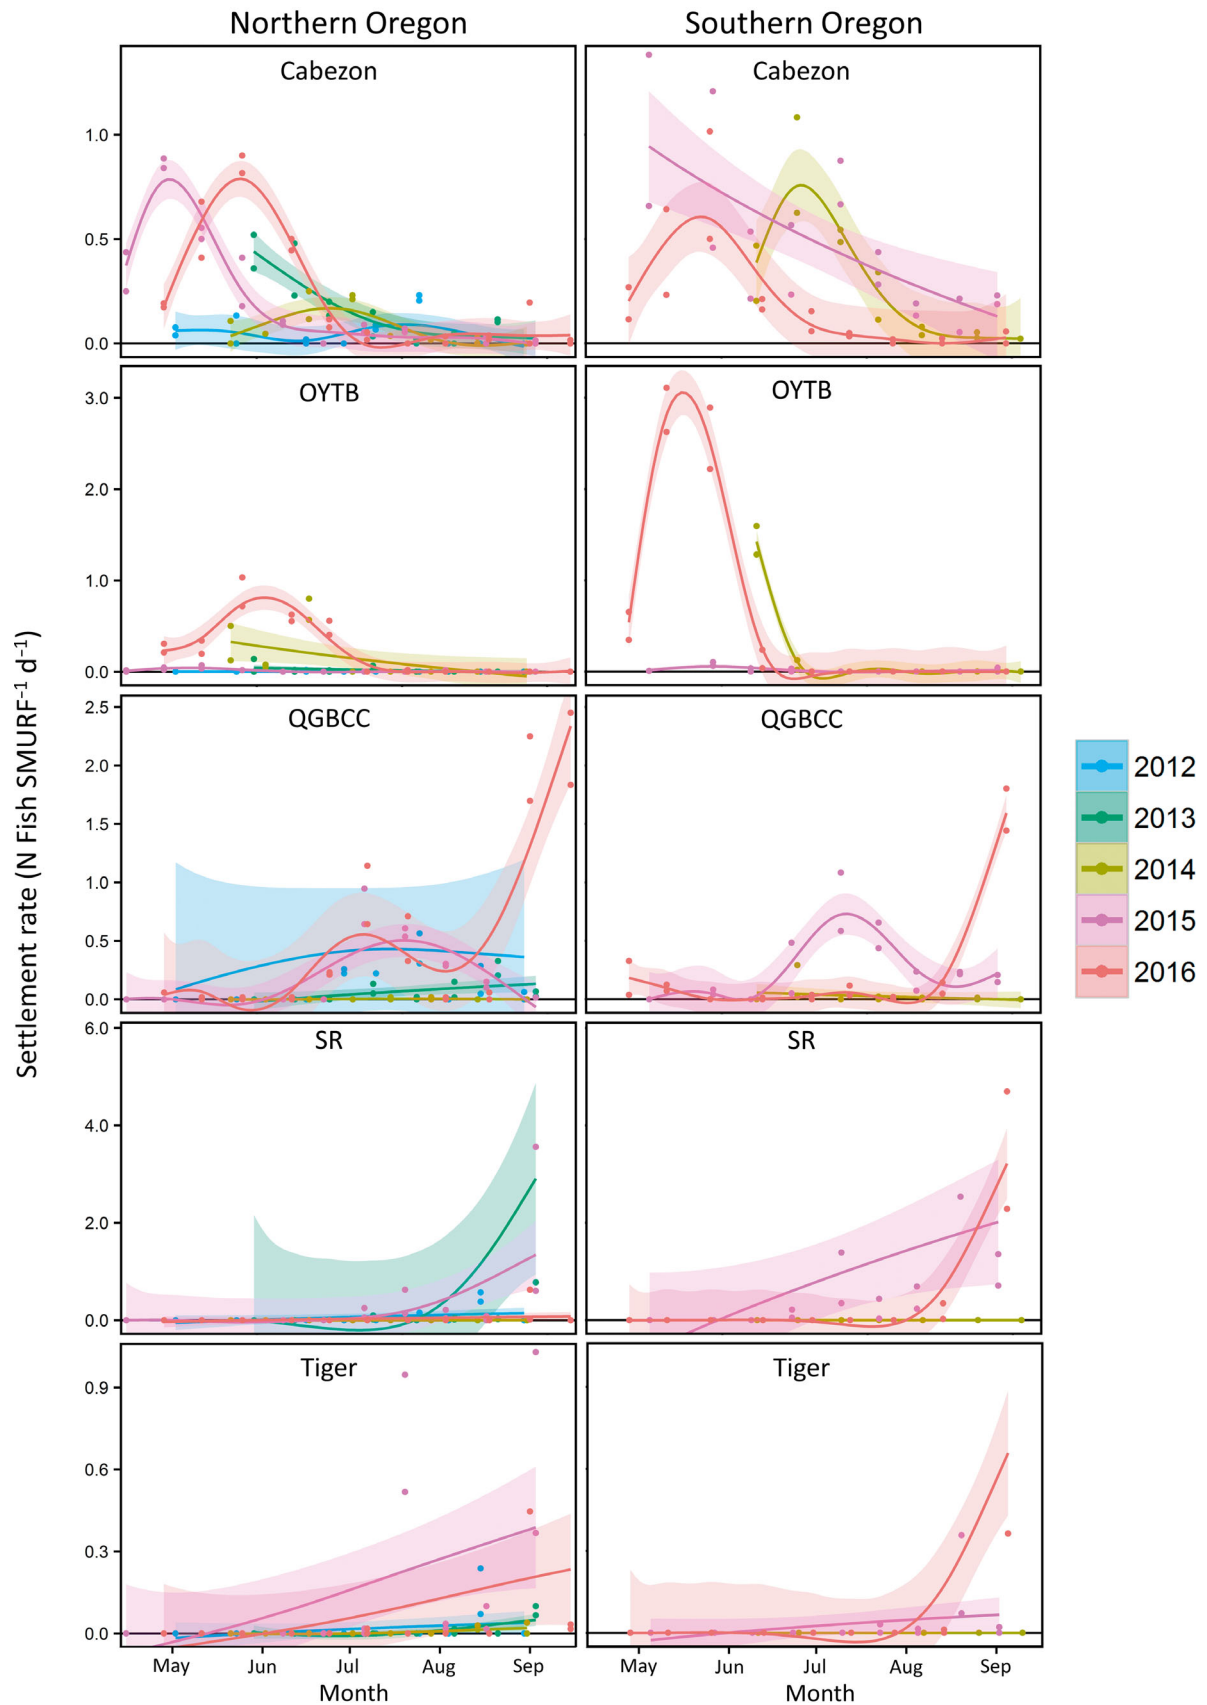 Northern Oregon
Southern Oregon
Settlement rate (N Fish SMURF⁻¹ d⁻¹)
Cabezon
Cabezon
1.0
0.5
0.0
OYTB
OYTB
3.0
2.0
1.0
0.0
QGBCC
QGBCC
2.5
2.0
1.5
1.0
0.5
0.0
SR
SR
6.0
4.0
2.0
0.0
Tiger
Tiger
0.9
0.6
0.3
0.0
May Jun Jul Aug Sep
May Jun Jul Aug Sep
Month
Month
2012
2013
2014
2015
2016